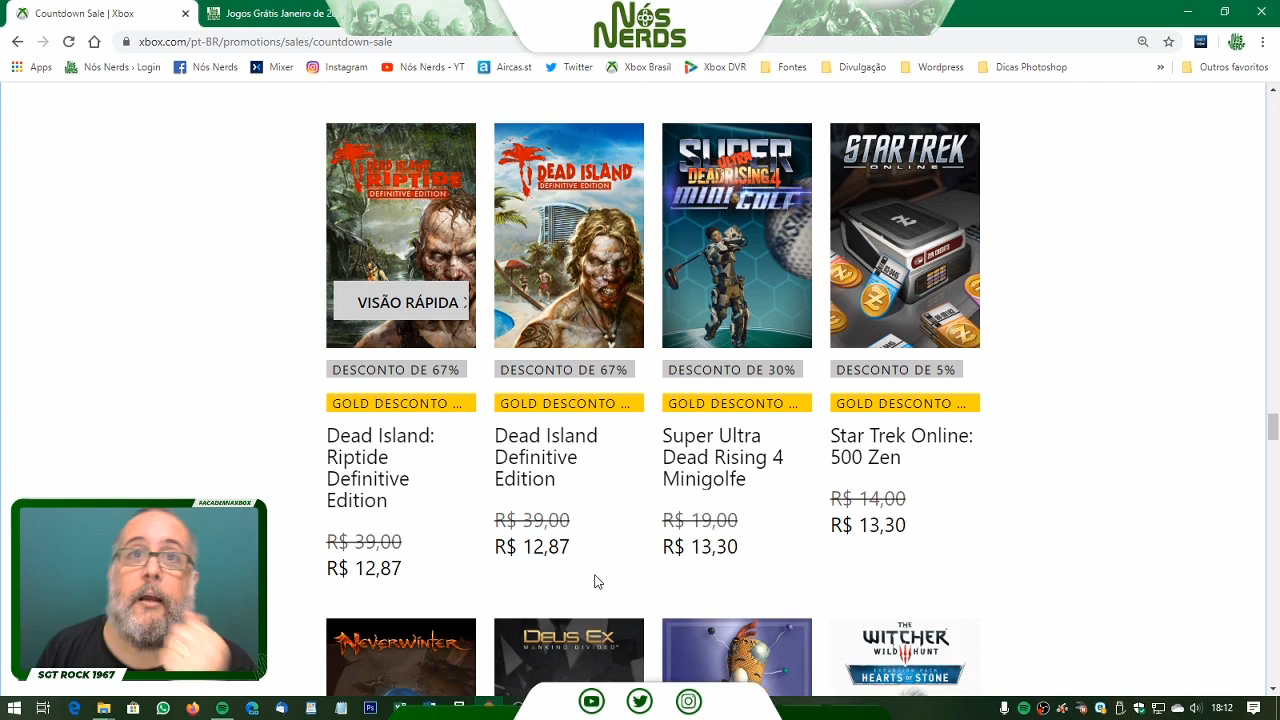 Countdown Sale | Xbox
Jogos Grátis Janeiro de 20
NÓS NERDS
xbox.com/pt-BR/promotions/sales/countdown-sale
Apps
Nós Nerds › Login
Nós Nerds
Mixer
Instagram
Nós Nerds - YT
Aircas.st
Twitter
Xbox Brasil
Xbox DVR
Fontes
Divulgação
Wordpress
Dicas Photoshop
»
Outros favoritos
DEAD ISLAND
RIPTIDE
DEFINITIVE EDITION
VISÃO RÁPIDA
DEAD ISLAND
DEFINITIVE EDITION
SUPER
ULTRA
DEADRISING 4
MINI GOLF
STAR TREK
ONLINE
DESCONTO DE 67%
DESCONTO DE 67%
DESCONTO DE 30%
DESCONTO DE 5%
GOLD DESCONTO ...
GOLD DESCONTO ...
GOLD DESCONTO ...
GOLD DESCONTO ...
Dead Island:
Riptide
Definitive
Edition
R$ 39,00
R$ 12,87
Dead Island
Definitive
Edition
R$ 39,00
R$ 12,87
Super Ultra
Dead Rising 4
Minigolfe
R$ 19,00
R$ 13,30
Star Trek Online:
500 Zen
R$ 14,00
R$ 13,30
#ACADEMIAXBOX
SGT ROCK 1967
NEVERWINTER
DEUS EX
MANKIND DIVIDED
THE
WITCHER
WILD HUNT
EXPANSION PACK
HEARTS OF STONE
18:12